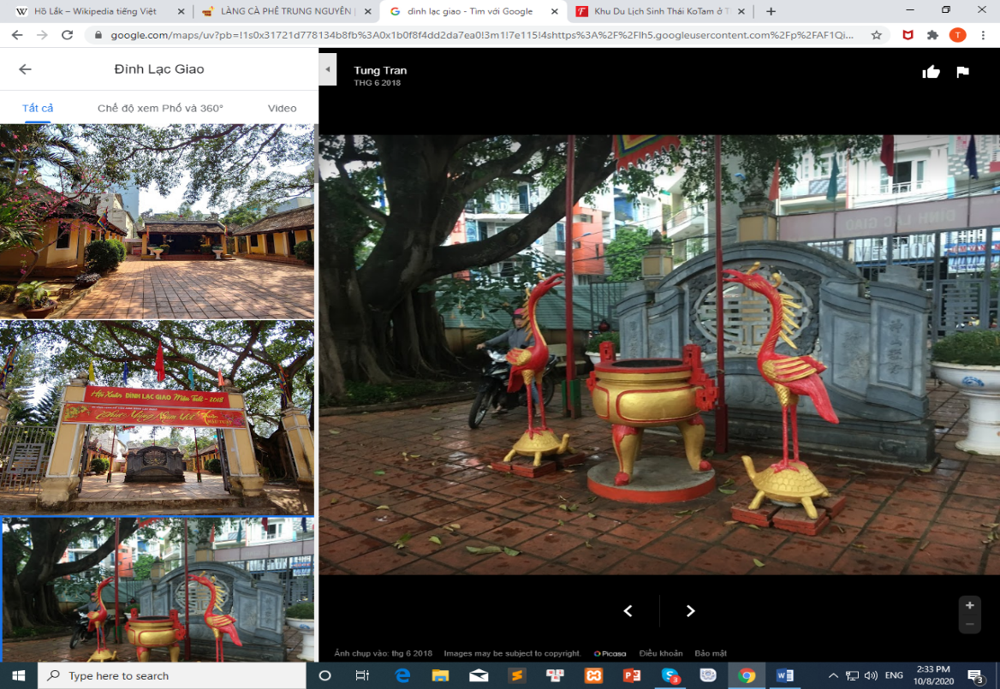 Hồ Lắk – Wikipedia tiếng Việt
LÀNG CÀ PHÊ TRUNG NGUYÊN
dinh lạc giao - Tìm với Google
Khu Du Lịch Sinh Thái KoTam ở T
google.com/maps/uv?pb=!1s0x31721d778134b8fb%3A0x1b0f8f4dd2da7ea0!3m1!7e115!4shttps%3A%2F%2Flh5.googleusercontent.com%2Fp%2FAF1Qi...
T
Đình Lạc Giao
Tất cả
Chế độ xem Phố và 360°
Video
Tung Tran
THG 6 2018
Hội Xuân ĐÌNH LẠC GIAO Mậu Tuất - 2018
ĐÌNH LẠC GIAO
Ảnh chụp vào: thg 6 2018
Images may be subject to copyright.
Picasa
Điều khoản
Bảo mật
Type here to search
3
ENG
2:33 PM
10/8/2020
3